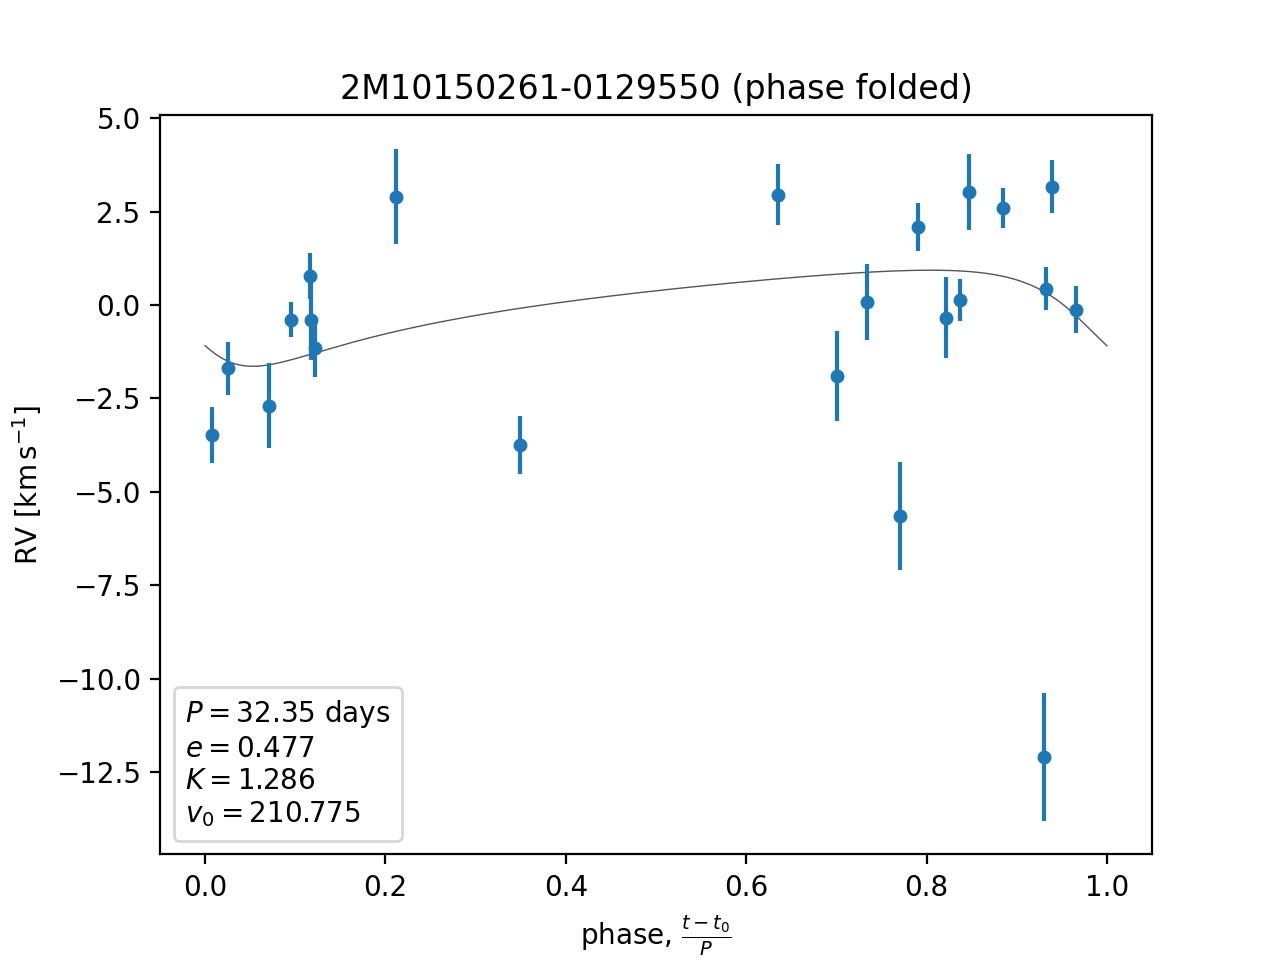 2M10150261-0129550 (phase folded)
5.0
2.5
0.0
−2.5
−5.0
−7.5
−10.0
−12.5
RV [km s⁻¹]
P = 32.35 days
e = 0.477
K = 1.286
v₀ = 210.775
0.0 0.2 0.4 0.6 0.8 1.0
phase, (t − t₀)/P